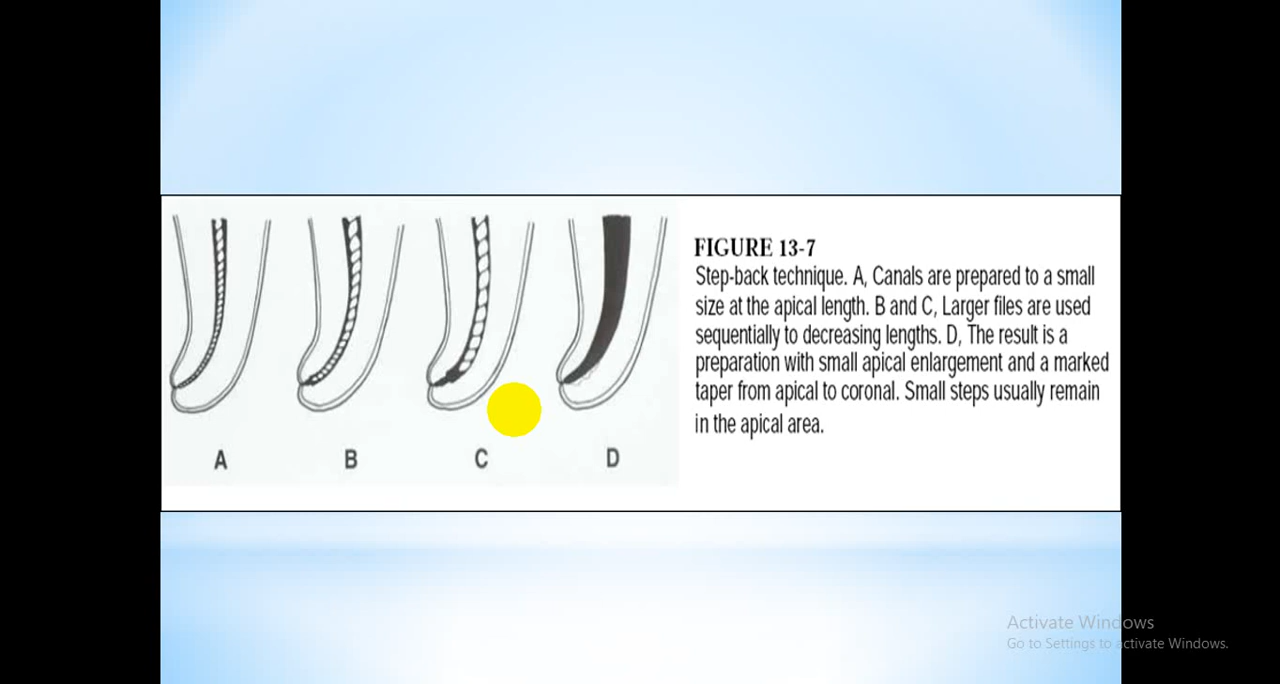 FIGURE 13-7
Step-back technique. A, Canals are prepared to a small
size at the apical length. B and C, Larger files are used
sequentially to decreasing lengths. D, The result is a
preparation with small apical enlargement and a marked
taper from apical to coronal. Small steps usually remain
in the apical area.
A B C D
Activate Windows
Go to Settings to activate Windows.